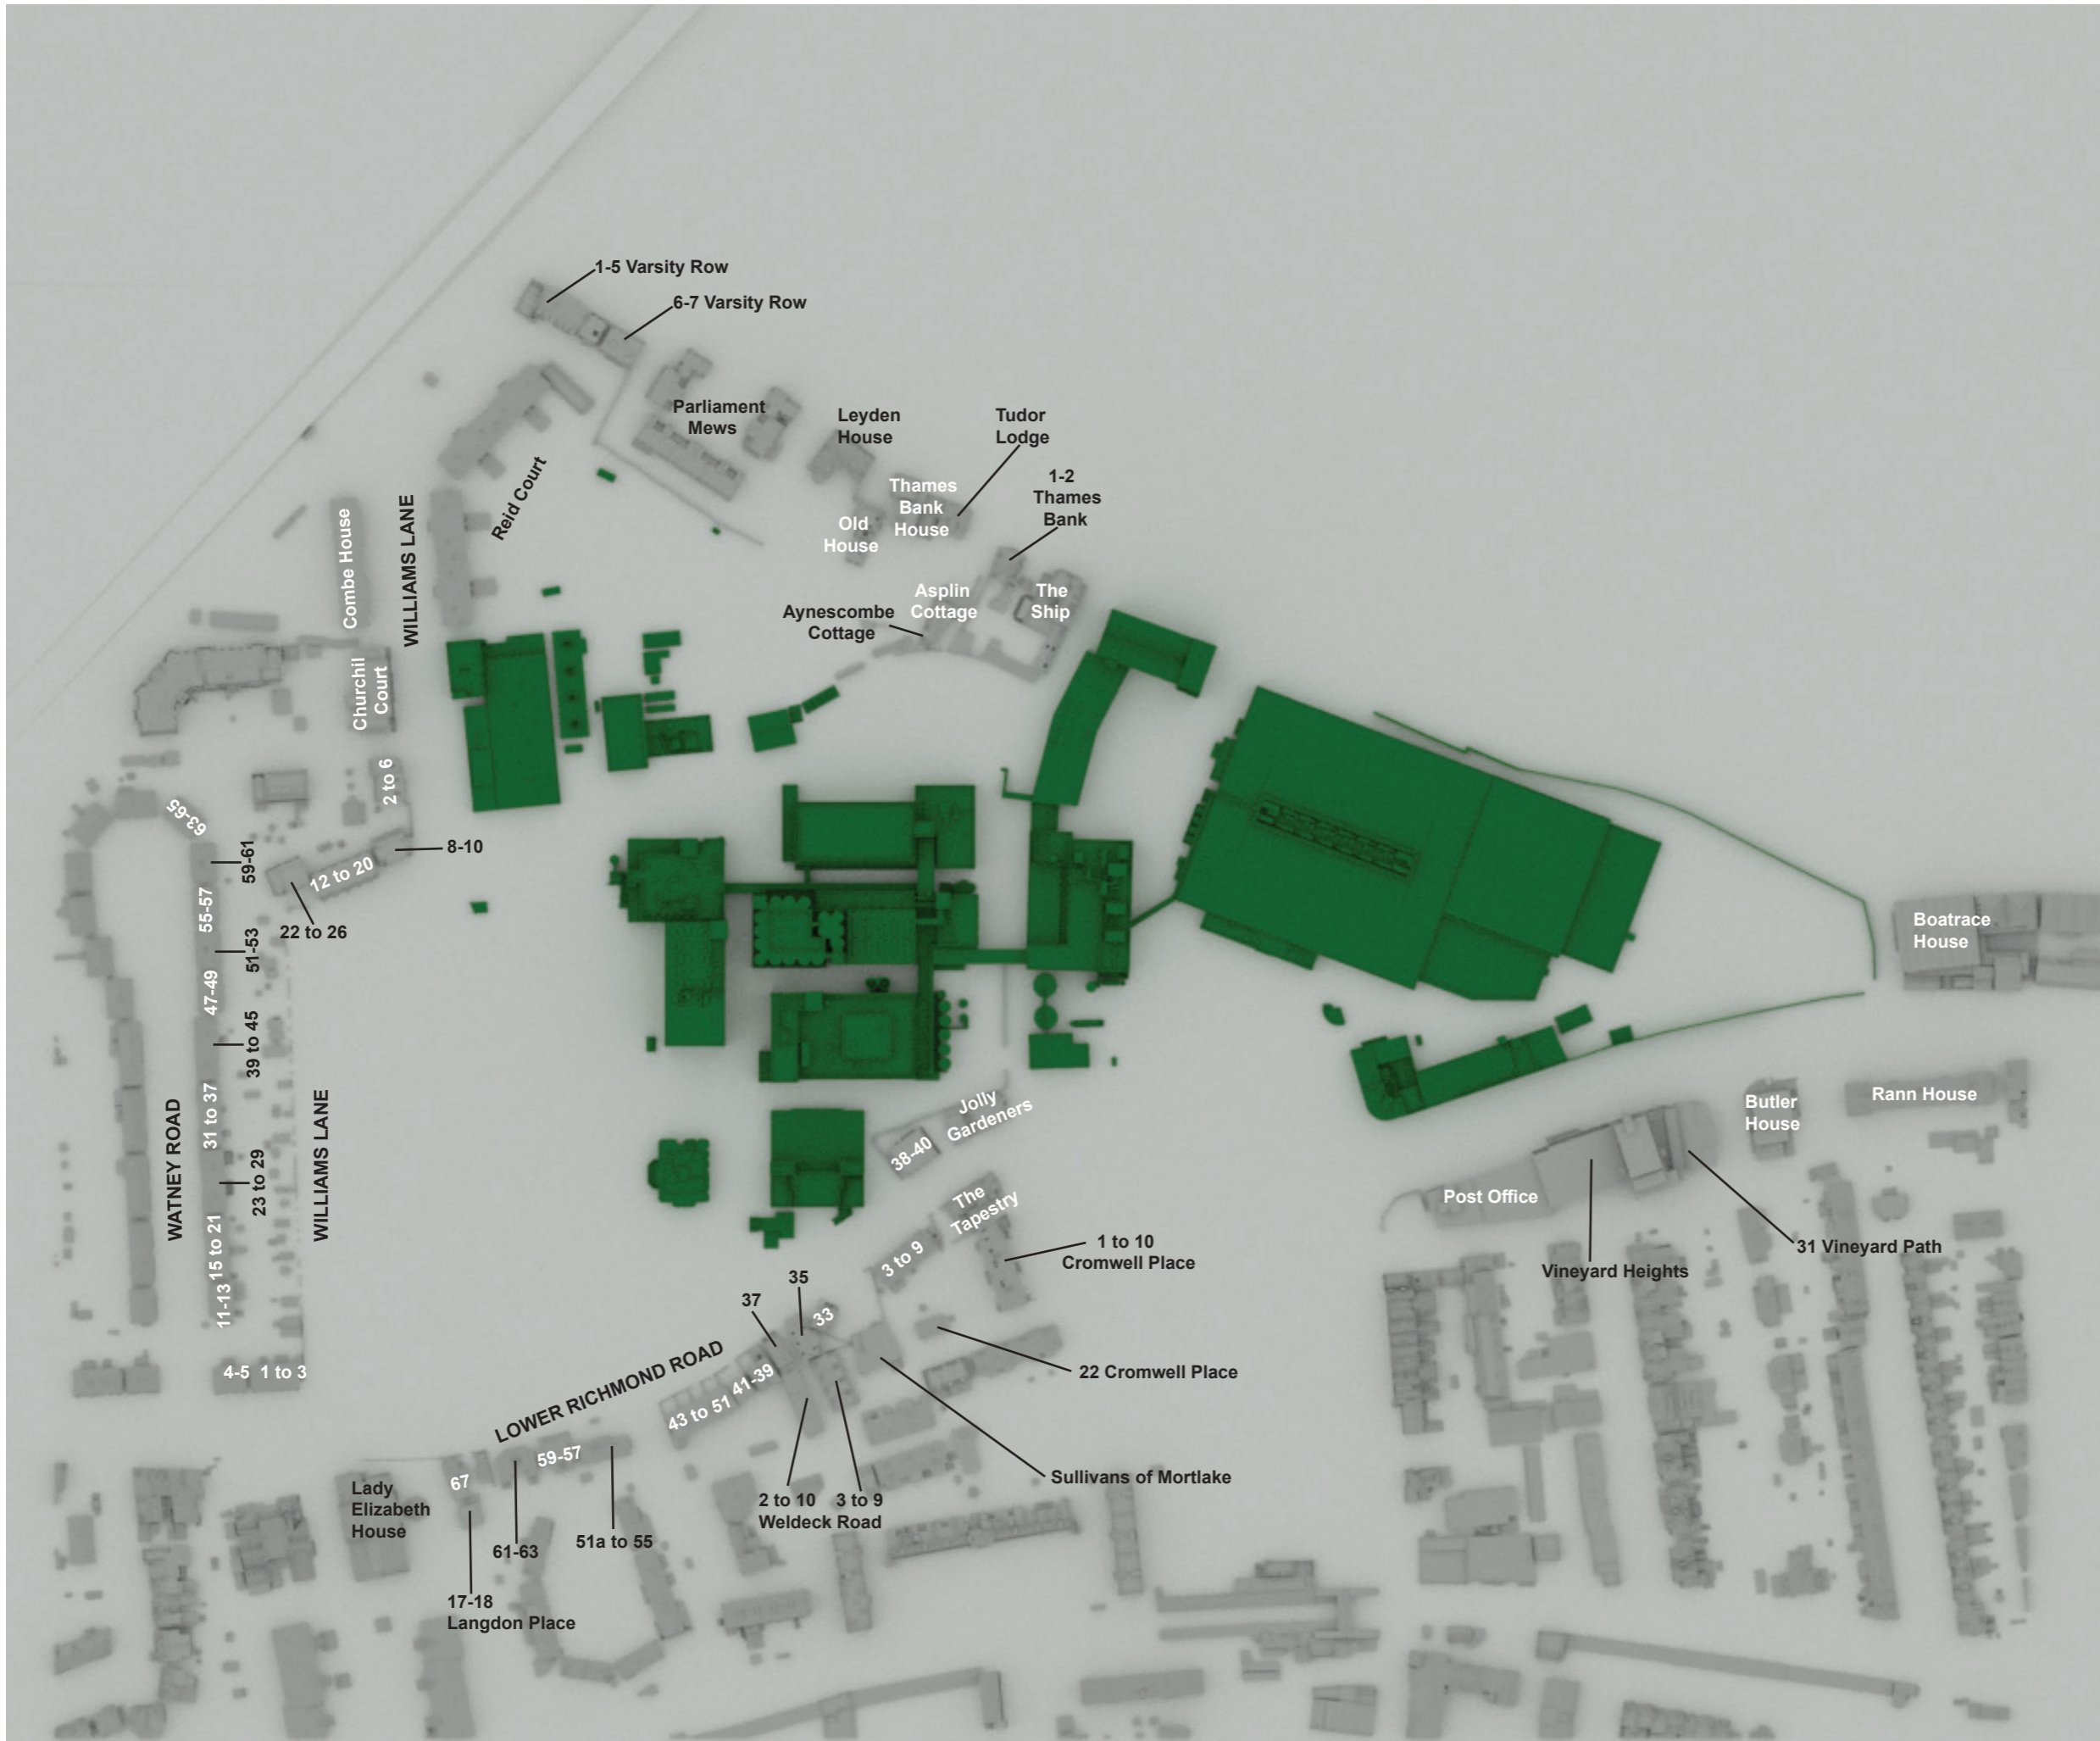 1-5 Varsity Row
6-7 Varsity Row
Parliament
Mews
Leyden
House
Tudor
Lodge
1-2
Thames
Bank
Thames
Bank
House
Old
House
Reid Court
WILLIAMS LANE
Combe House
Asplin
Cottage
The
Ship
Aynescombe
Cottage
Churchil
Court
2 to 6
63-65
59-61
8-10
12 to 20
22 to 26
55-57
51-53
47-49
39 to 45
31 to 37
23 to 29
15 to 21
11-13
WATNEY ROAD
WILLIAMS LANE
4-5
1 to 3
Boatrace
House
Rann House
Butler
House
Post Office
31 Vineyard Path
Vineyard Heights
Jolly
Gardeners
38-40
The
Tapestry
3 to 9
1 to 10
Cromwell Place
35
37
33
22 Cromwell Place
LOWER RICHMOND ROAD
41-39
43 to 51
59-57
67
Sullivans of Mortlake
Lady
Elizabeth
House
2 to 10
3 to 9
Weldeck Road
61-63
51a to 55
17-18
Langdon Place